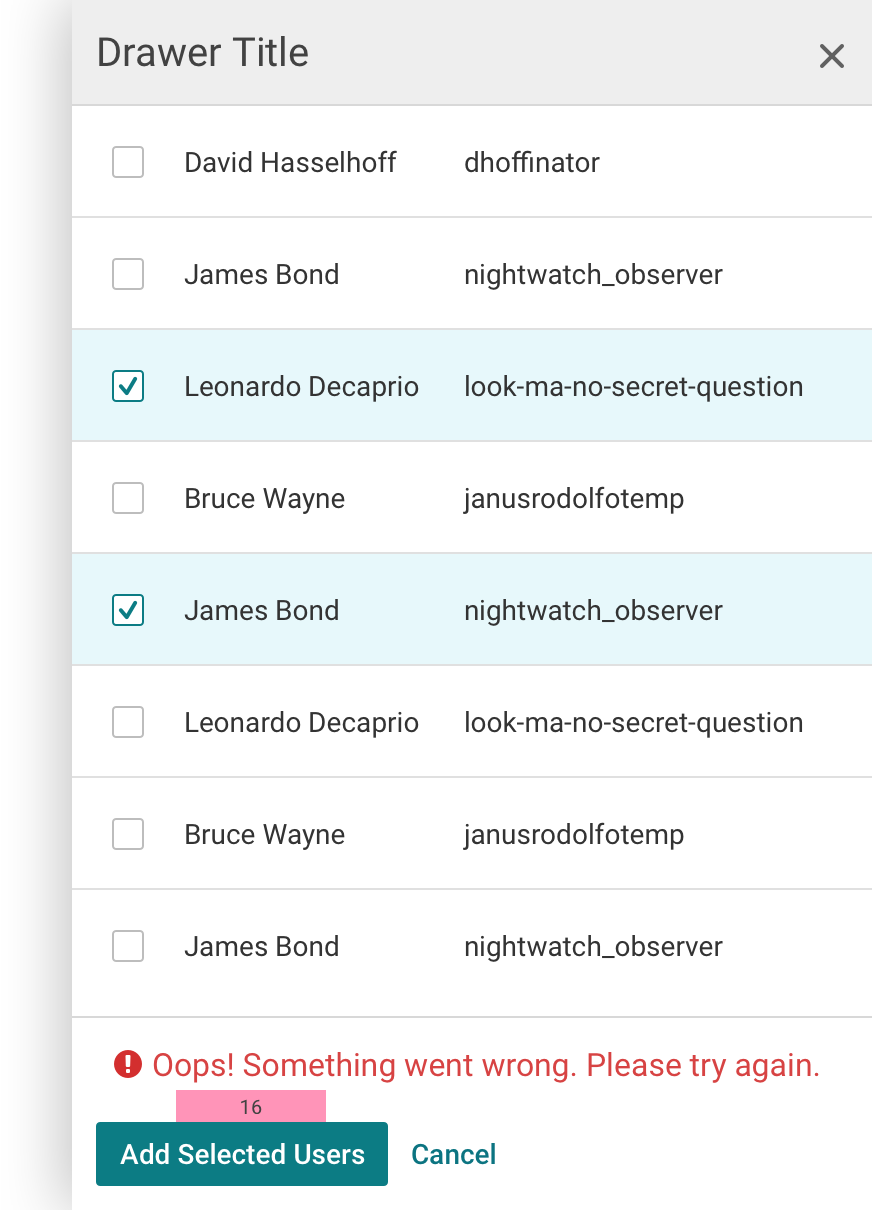 Drawer Title
David Hasselhoff dhoffinator
James Bond nightwatch_observer
Leonardo Decaprio look-ma-no-secret-question
Bruce Wayne janusrodolfotemp
James Bond nightwatch_observer
Leonardo Decaprio look-ma-no-secret-question
Bruce Wayne janusrodolfotemp
James Bond nightwatch_observer
Oops! Something went wrong. Please try again.
16
Add Selected Users Cancel